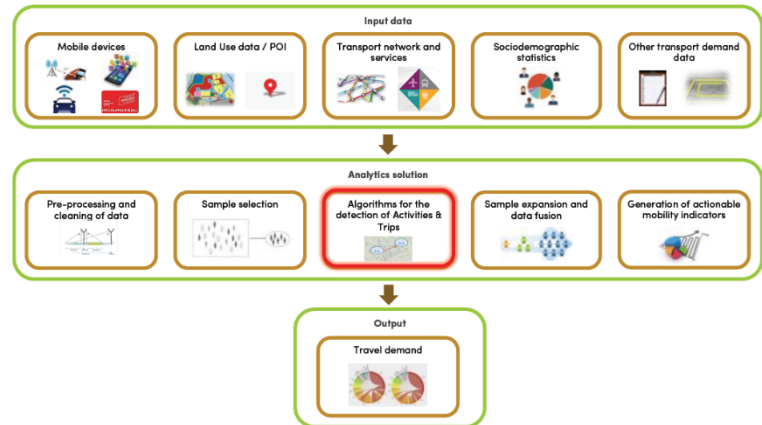 Input data
Mobile devices
Land Use data / POI
Transport network and
services
Sociodemographic
statistics
Other transport demand
data
Analytics solution
Pre-processing and
cleaning of data
Sample selection
Algorithms for the
detection of Activities &
Trips
Sample expansion and
data fusion
Generation of actionable
mobility indicators
Output
Travel demand